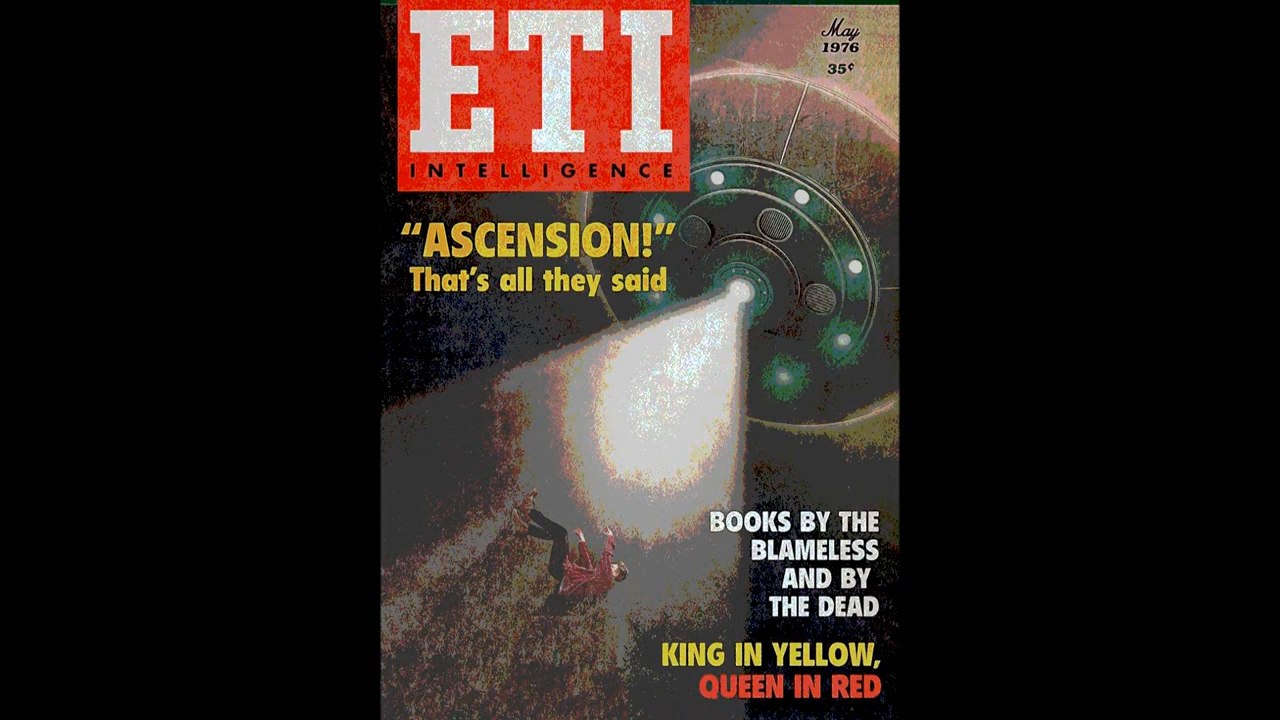 ETI
INTELLIGENCE
May
1976
35¢
“ASCENSION!”
That's all they said
BOOKS BY THE
BLAMELESS
AND BY
THE DEAD
KING IN YELLOW,
QUEEN IN RED